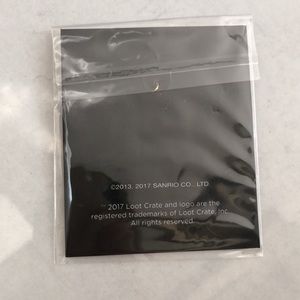 ©2013, 2017 SANRIO CO., LTD
™ 2017 Loot Crate and logo are the
registered trademarks of Loot Crate, Inc.
All rights reserved.